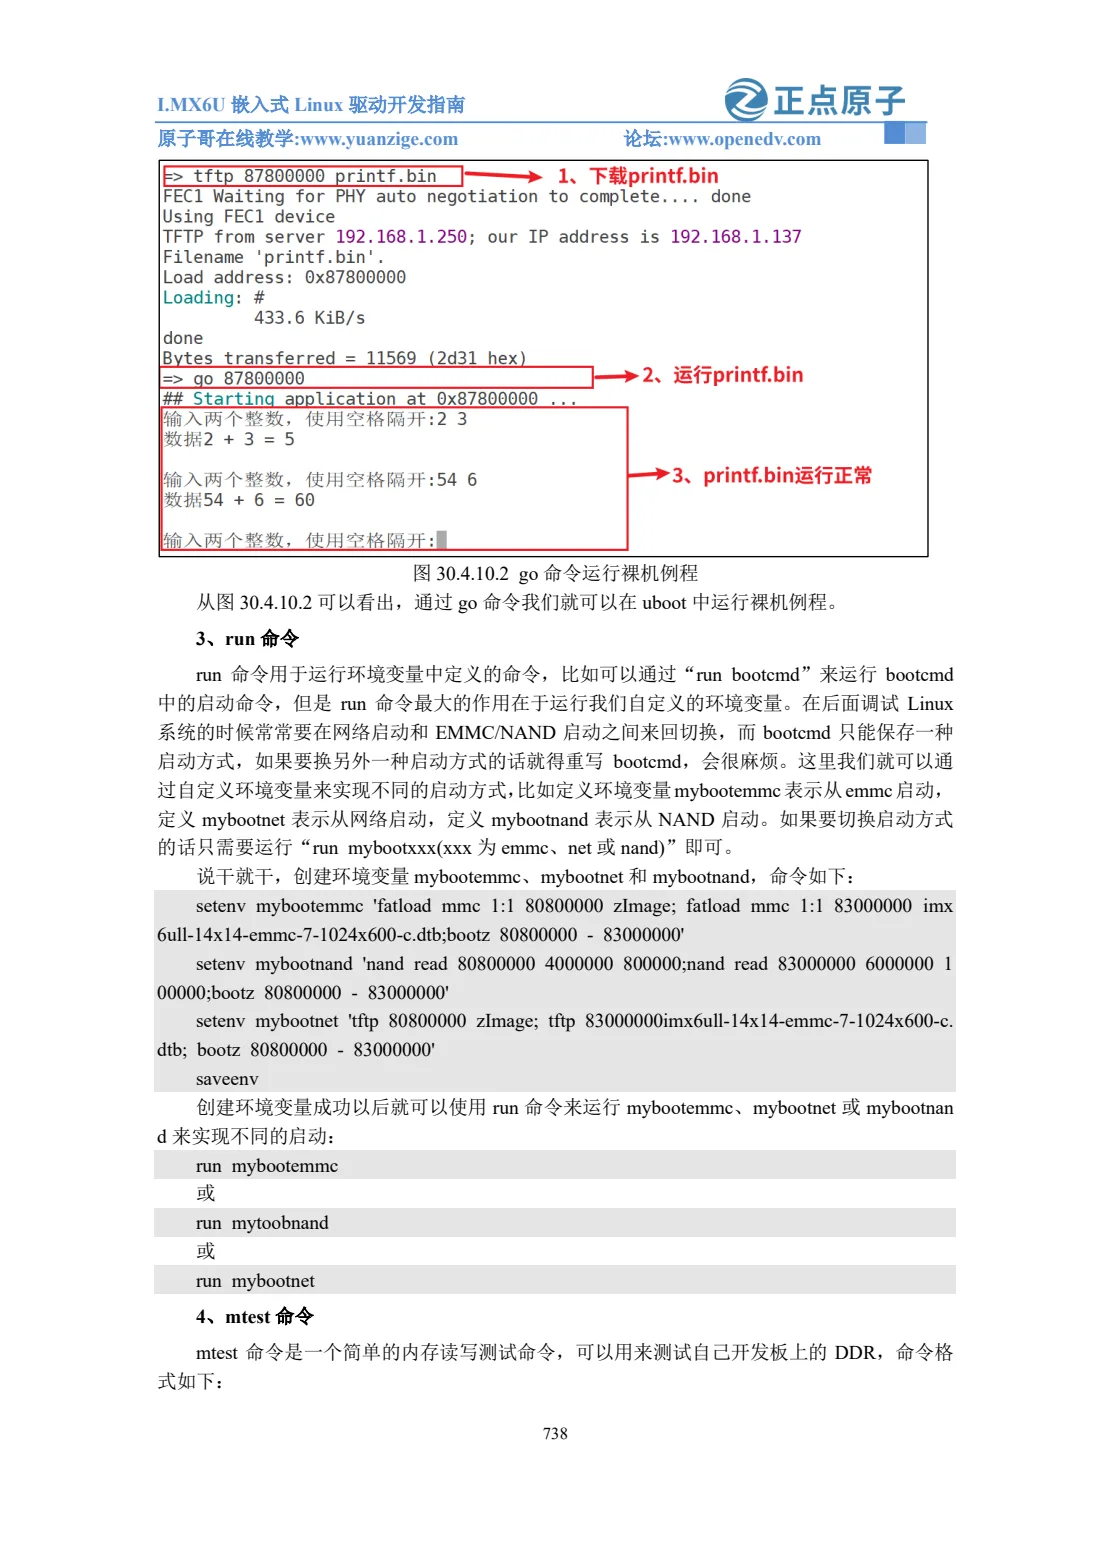 I.MX6U 嵌入式 Linux 驱动开发指南
正点原子
原子哥在线教学:www.yuanzige.com 论坛:www.openedv.com
=> tftp 87800000 printf.bin 1、下载printf.bin
FEC1 Waiting for PHY auto negotiation to complete.... done
Using FEC1 device
TFTP from server 192.168.1.250; our IP address is 192.168.1.137
Filename 'printf.bin'.
Load address: 0x87800000
Loading: #
433.6 KiB/s
done
Bytes transferred = 11569 (2d31 hex)
=> go 87800000 2、运行printf.bin
## Starting application at 0x87800000 ...
输入两个整数，使用空格隔开:2 3
数据2 + 3 = 5
输入两个整数，使用空格隔开:54 6
数据54 + 6 = 60
3、printf.bin运行正常
输入两个整数，使用空格隔开:
图 30.4.10.2 go 命令运行裸机例程
从图 30.4.10.2 可以看出，通过 go 命令我们就可以在 uboot 中运行裸机例程。
3、run 命令
run 命令用于运行环境变量中定义的命令，比如可以通过“run bootcmd”来运行 bootcmd
中的启动命令，但是 run 命令最大的作用在于运行我们自定义的环境变量。在后面调试 Linux
系统的时候常常要在网络启动和 EMMC/NAND 启动之间来回切换，而 bootcmd 只能保存一种
启动方式，如果要换另外一种启动方式的话就得重写 bootcmd，会很麻烦。这里我们就可以通
过自定义环境变量来实现不同的启动方式，比如定义环境变量 mybootemmc 表示从 emmc 启动，
定义 mybootnet 表示从网络启动，定义 mybootnand 表示从 NAND 启动。如果要切换启动方式
的话只需要运行“run mybootxxx(xxx 为 emmc、net 或 nand)”即可。
说干就干，创建环境变量 mybootemmc、mybootnet 和 mybootnand，命令如下：
setenv mybootemmc 'fatload mmc 1:1 80800000 zImage; fatload mmc 1:1 83000000 imx
6ull-14x14-emmc-7-1024x600-c.dtb;bootz 80800000 - 83000000'
setenv mybootnand 'nand read 80800000 4000000 800000;nand read 83000000 6000000 1
00000;bootz 80800000 - 83000000'
setenv mybootnet 'tftp 80800000 zImage; tftp 83000000imx6ull-14x14-emmc-7-1024x600-c.
dtb; bootz 80800000 - 83000000'
saveenv
创建环境变量成功以后就可以使用 run 命令来运行 mybootemmc、mybootnet 或 mybootnan
d 来实现不同的启动：
run mybootemmc
或
run mytoobnand
或
run mybootnet
4、mtest 命令
mtest 命令是一个简单的内存读写测试命令，可以用来测试自己开发板上的 DDR，命令格
式如下：
738